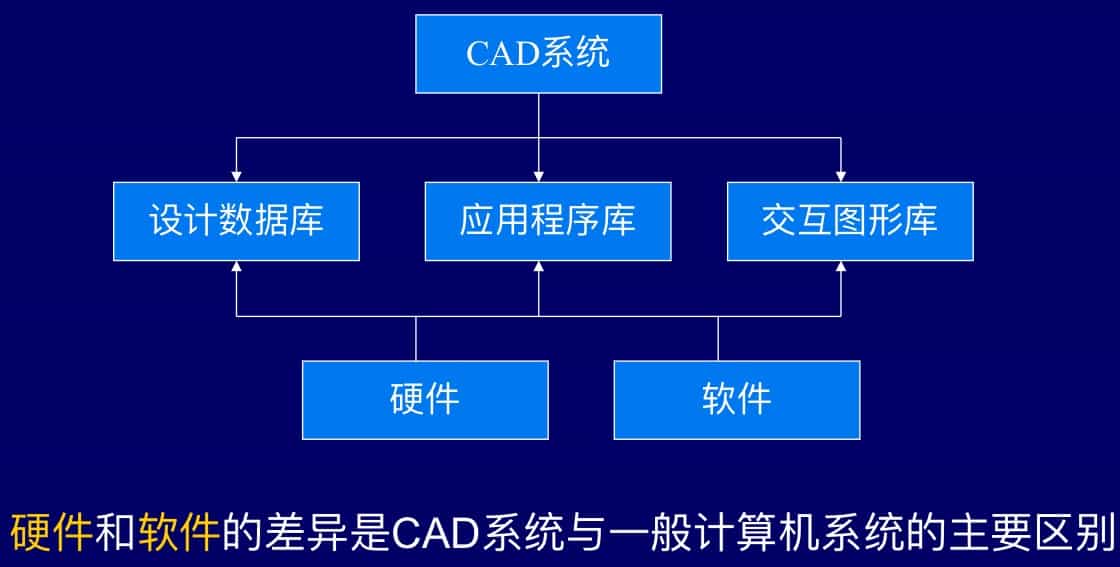 CAD系统
设计数据库
应用程序库
交互图形库
硬件
软件
硬件和软件的差异是CAD系统与一般计算机系统的主要区别